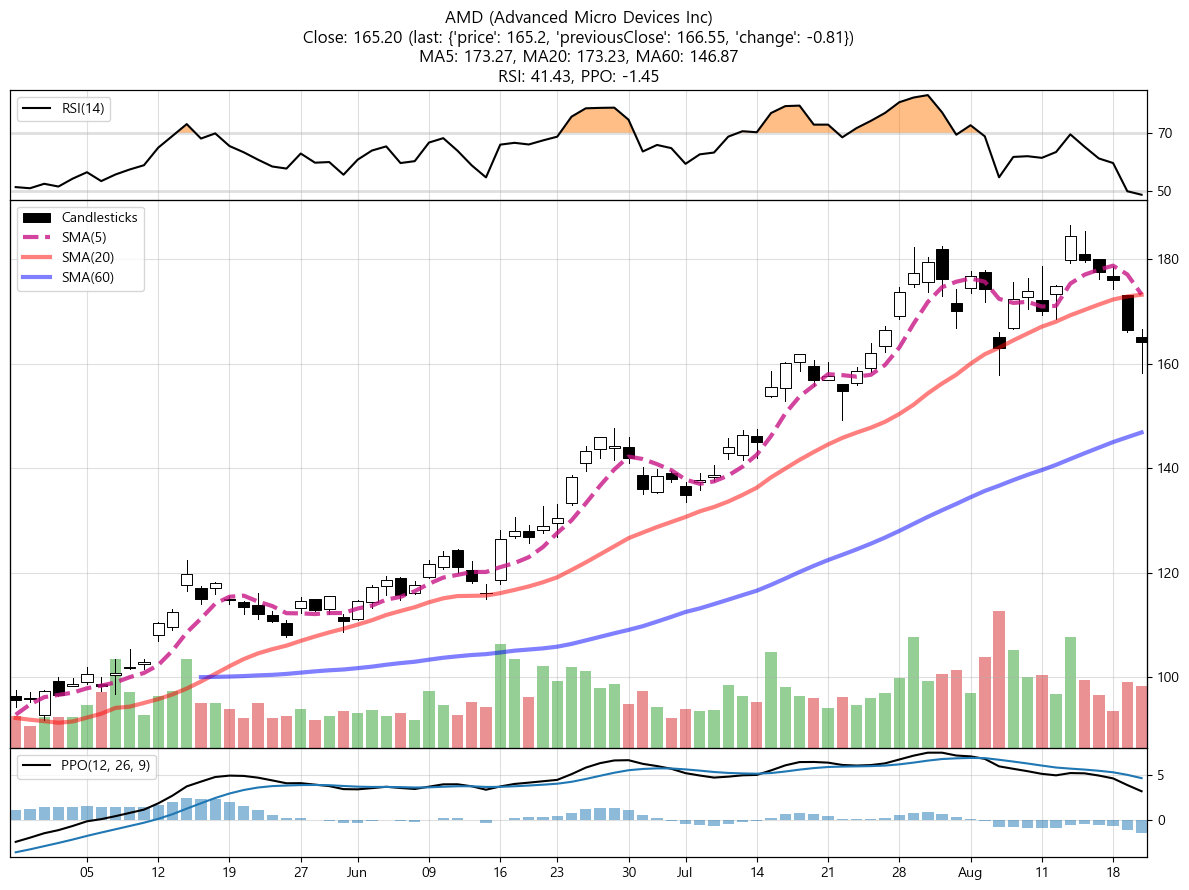 AMD (Advanced Micro Devices Inc)
Close: 165.20 (last: {'price': 165.2, 'previousClose': 166.55, 'change': -0.81})
MA5: 173.27, MA20: 173.23, MA60: 146.87
RSI: 41.43, PPO: -1.45
RSI(14)
70
50
Candlesticks
SMA(5)
SMA(20)
SMA(60)
180
160
140
120
100
PPO(12, 26, 9)
5
0
05 12 19 27 Jun 09 16 23 30 Jul 14 21 28 Aug 11 18